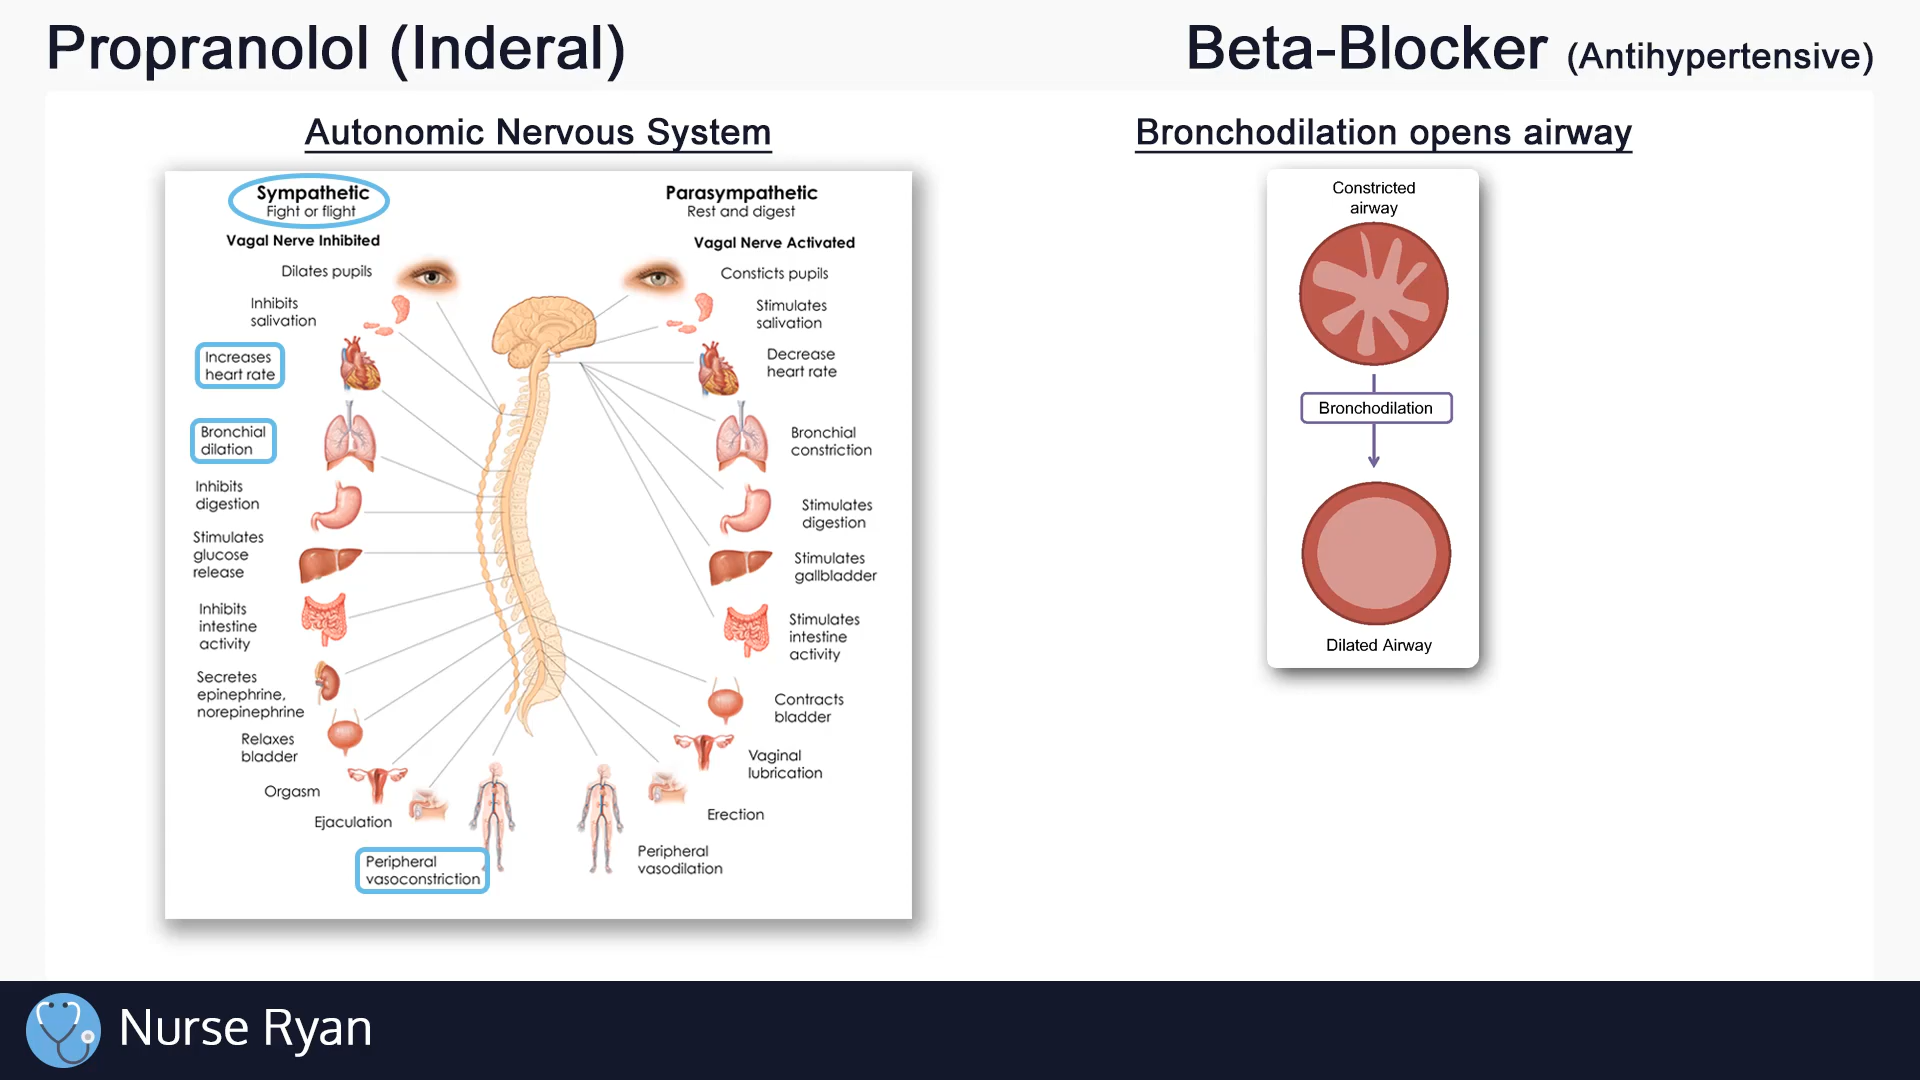 Propranolol (Inderal)
Beta-Blocker (Antihypertensive)
Autonomic Nervous System
Sympathetic
Fight or flight
Vagal Nerve Inhibited
Dilates pupils
Inhibits
salivation
Increases
heart rate
Bronchial
dilation
Inhibits
digestion
Stimulates
glucose
release
Inhibits
intestine
activity
Secretes
epinephrine,
norepinephrine
Relaxes
bladder
Orgasm
Ejaculation
Peripheral
vasoconstriction
Parasympathetic
Rest and digest
Vagal Nerve Activated
Consticts pupils
Stimulates
salivation
Decrease
heart rate
Bronchial
constriction
Stimulates
digestion
Stimulates
gallbladder
Stimulates
intestine
activity
Contracts
bladder
Vaginal
lubrication
Erection
Peripheral
vasodilation
Bronchodilation opens airway
Constricted
airway
Bronchodilation
Dilated Airway
Nurse Ryan